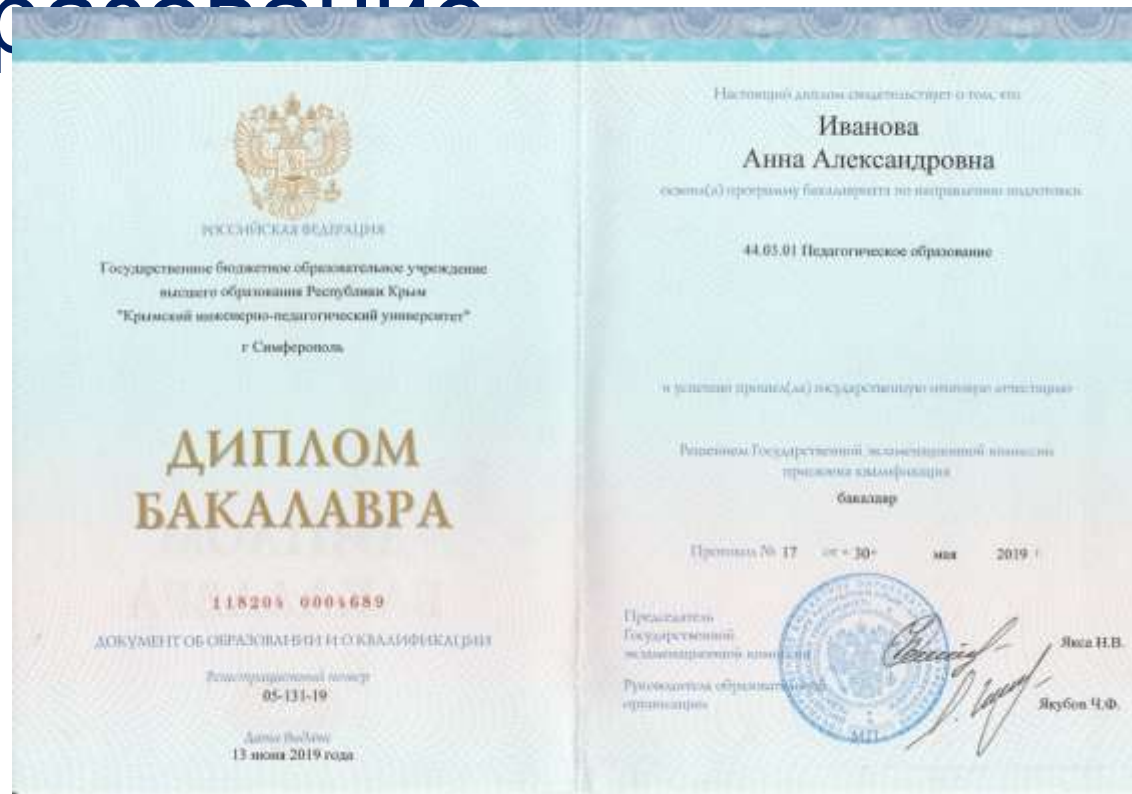 РОССИЙСКАЯ ФЕДЕРАЦИЯ
Государственное бюджетное образовательное учреждение
высшего образования Республики Крым
"Крымский инженерно-педагогический университет"
г Симферополь
ДИПЛОМ
БАКАЛАВРА
118204 0004689
ДОКУМЕНТ ОБ ОБРАЗОВАНИИ И О КВАЛИФИКАЦИИ
Регистрационный номер
05-131-19
Дата выдачи
13 июня 2019 года
Настоящий диплом свидетельствует о том, что
Иванова
Анна Александровна
освоил(а) программу бакалавриата по направлению подготовки
44.03.01 Педагогическое образование
и успешно прошел(ла) государственную итоговую аттестацию
Решением Государственной экзаменационной комиссии
присвоена квалификация
бакалавр
Протокол № 17 от « 30» мая 2019 г
Председатель
Государственной
экзаменационной комиссии
Якса Н.В.
Руководитель образовательной
организации
Якубов Ч.Ф.
М.П.